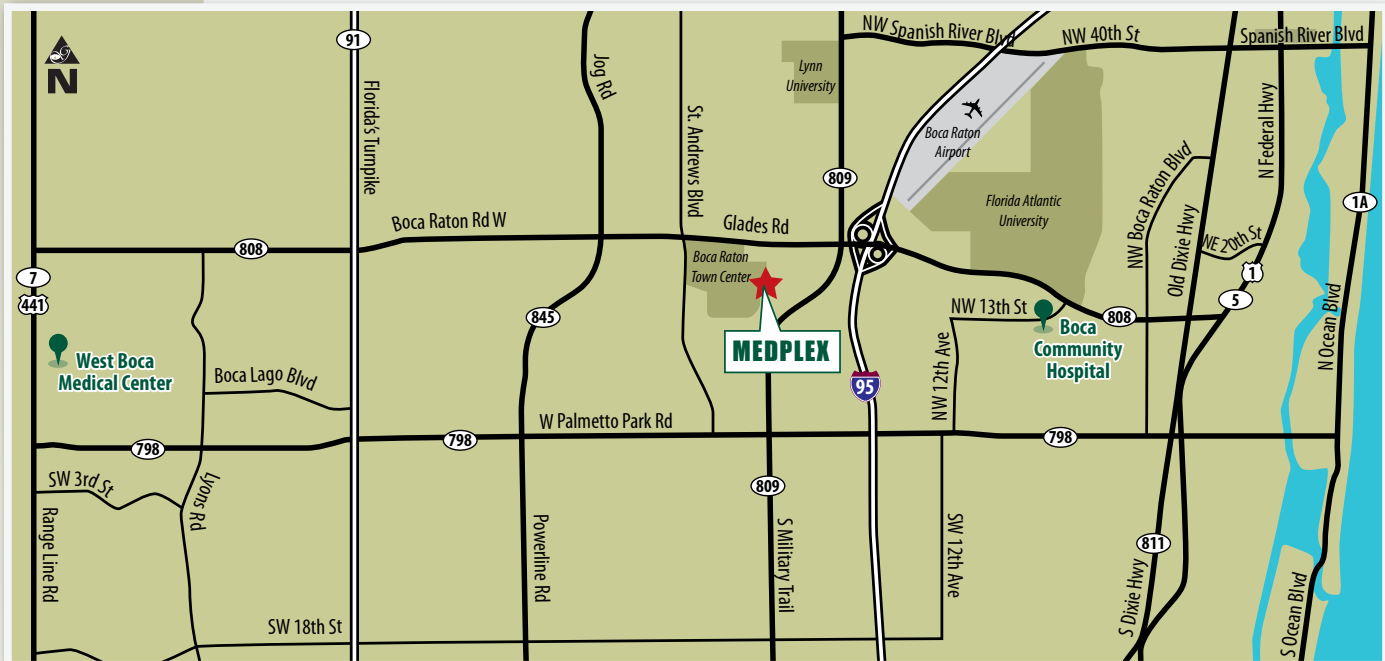 NW Spanish River Blvd
NW 40th St
Spanish River Blvd
91
N
Jog Rd
Lynn
University
Florida's Turnpike
St. Andrews Blvd
Boca Raton
Airport
N Federal Hwy
NW Boca Raton Blvd
809
1A
Florida Atlantic
University
Boca Raton Rd W
Glades Rd
Old Dixie Hwy
NE 20th St
808
Boca Raton
Town Center
7
441
1
5
845
NW 13th St
808
N Ocean Blvd
West Boca
Medical Center
MEDPLEX
Boca
Community
Hospital
Boca Lago Blvd
95
NW 12th Ave
W Palmetto Park Rd
798
798
798
SW 3rd St
Lyons Rd
809
Range Line Rd
Powerline Rd
S Military Trail
SW 12th Ave
811
S Dixie Hwy
S Ocean Blvd
SW 18th St